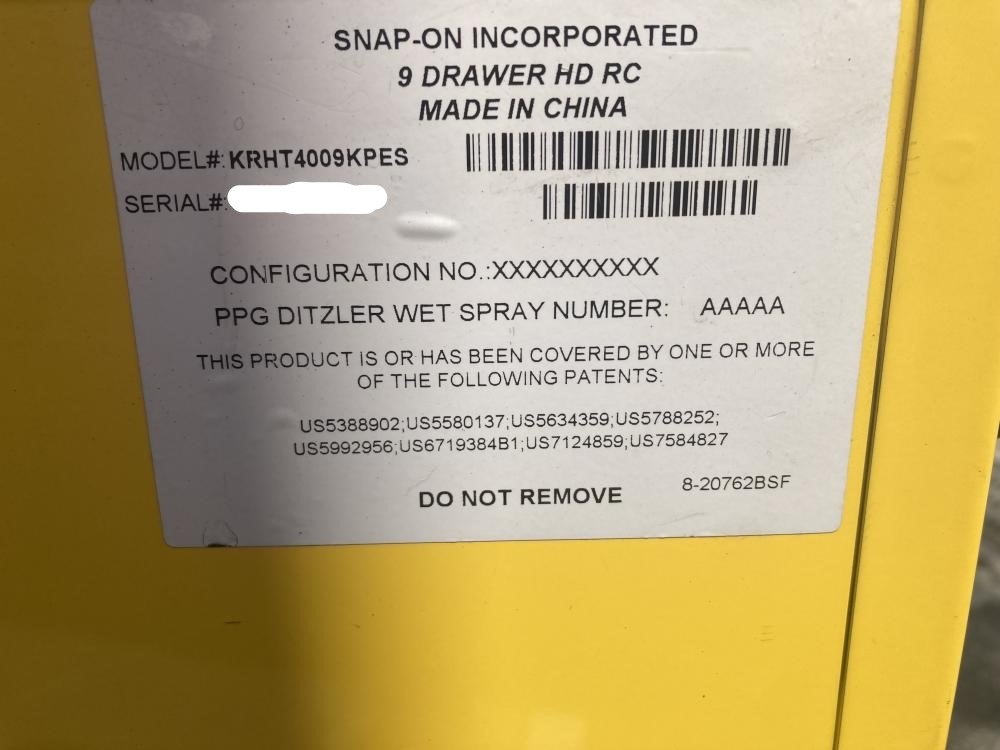 SNAP-ON INCORPORATED
9 DRAWER HD RC
MADE IN CHINA
MODEL#: KRHT4009KPES
SERIAL#:
CONFIGURATION NO.:XXXXXXXXXX
PPG DITZLER WET SPRAY NUMBER: AAAAA
THIS PRODUCT IS OR HAS BEEN COVERED BY ONE OR MORE
OF THE FOLLOWING PATENTS:
US5388902;US5580137;US5634359;US5788252;
US5992956;US6719384B1;US7124859;US7584827
DO NOT REMOVE
8-20762BSF